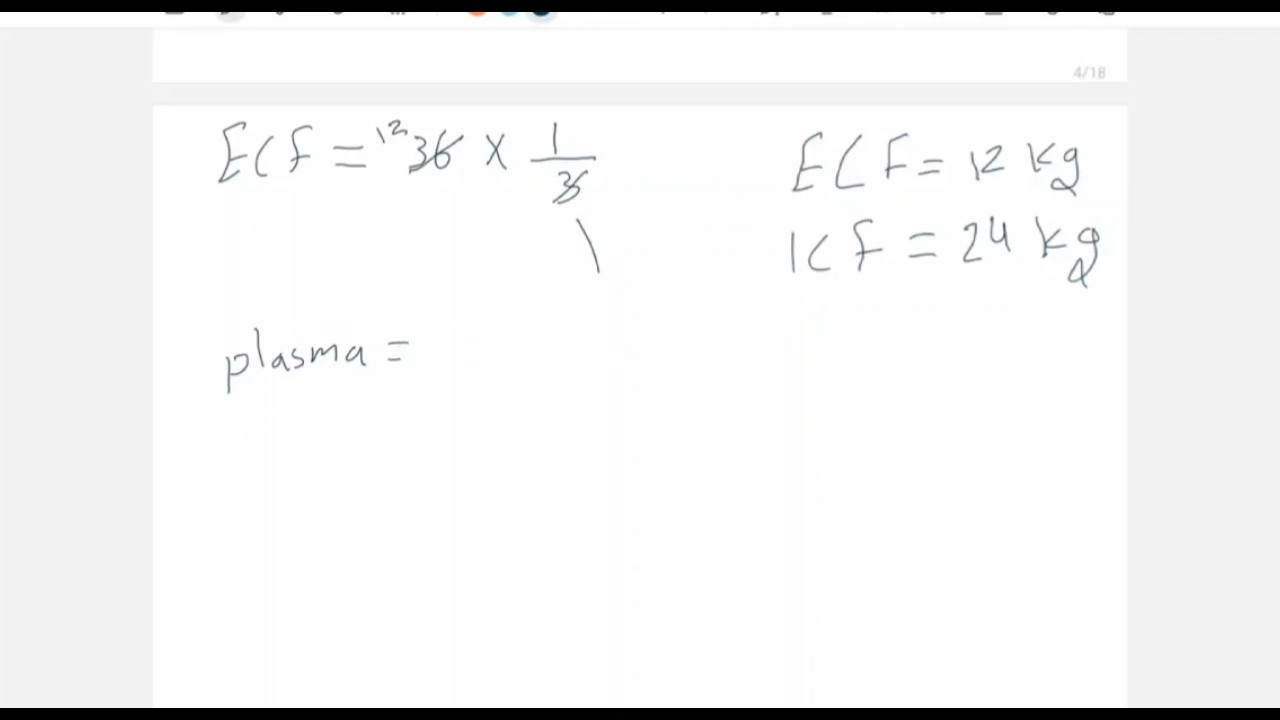 4/18
ECF = 12 36 × 1/3
ECF = 12 kg
ICF = 24 kg
plasma =